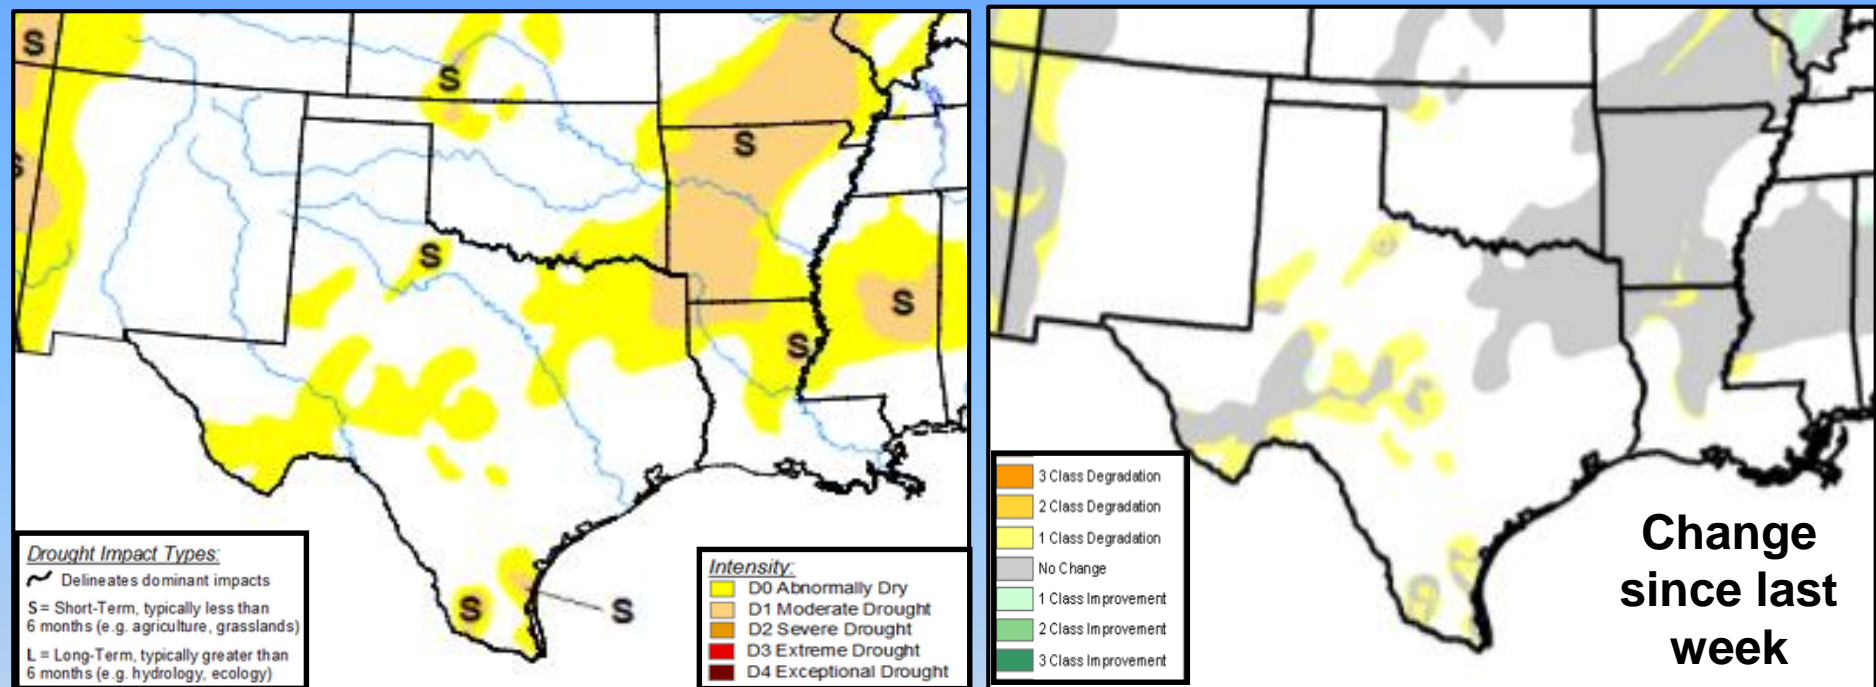 S
S
S
S
S
S
S
S
S
Drought Impact Types:
Delineates dominant impacts
S = Short-Term, typically less than
6 months (e.g. agriculture, grasslands)
L = Long-Term, typically greater than
6 months (e.g. hydrology, ecology)
Intensity:
D0 Abnormally Dry
D1 Moderate Drought
D2 Severe Drought
D3 Extreme Drought
D4 Exceptional Drought
3 Class Degradation
2 Class Degradation
1 Class Degradation
No Change
1 Class Improvement
2 Class Improvement
3 Class Improvement
Change
since last
week